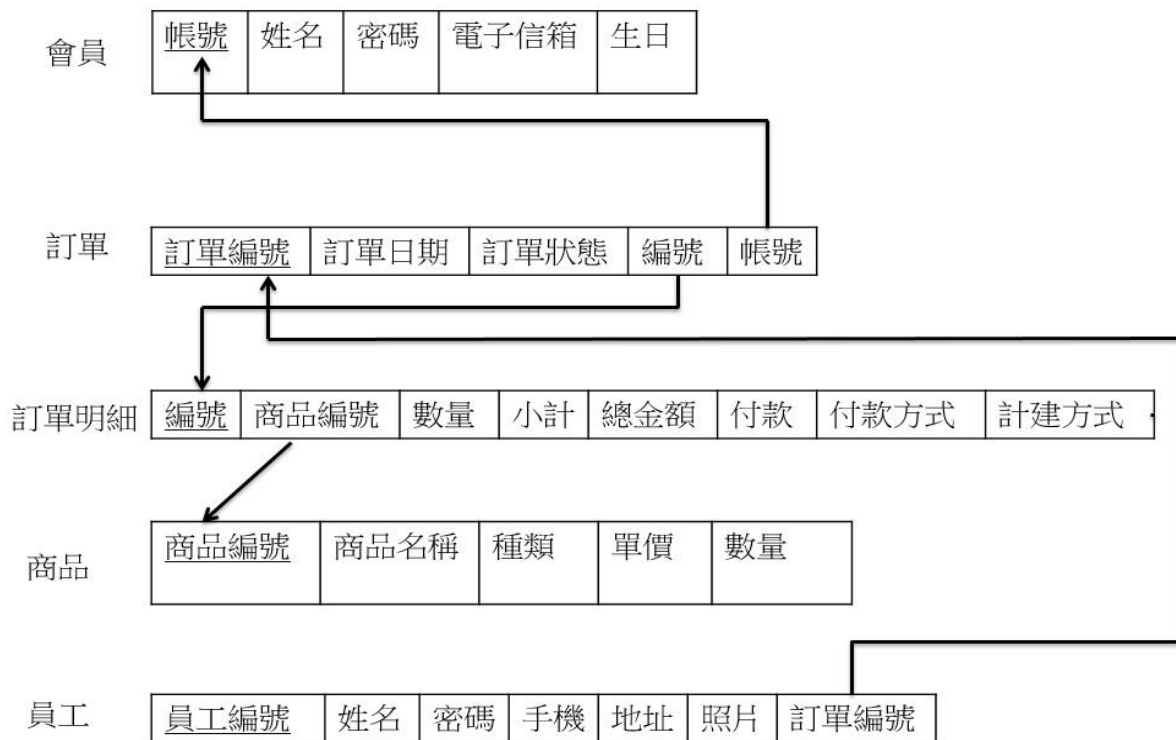 會員 帳號 姓名 密碼 電子信箱 生日
訂單 訂單編號 訂單日期 訂單狀態 編號 帳號
訂單明細 編號 商品編號 數量 小計 總金額 付款 付款方式 計建方式
商品 商品編號 商品名稱 種類 單價 數量
員工 員工編號 姓名 密碼 手機 地址 照片 訂單編號